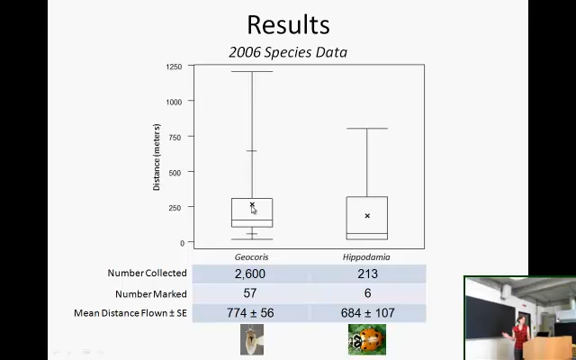 Results
2006 Species Data
1250
1000
750
500
250
0
Distance (meters)
Geocoris Hippodamia
Number Collected 2,600 213
Number Marked 57 6
Mean Distance Flown ± SE 774 ± 56 684 ± 107